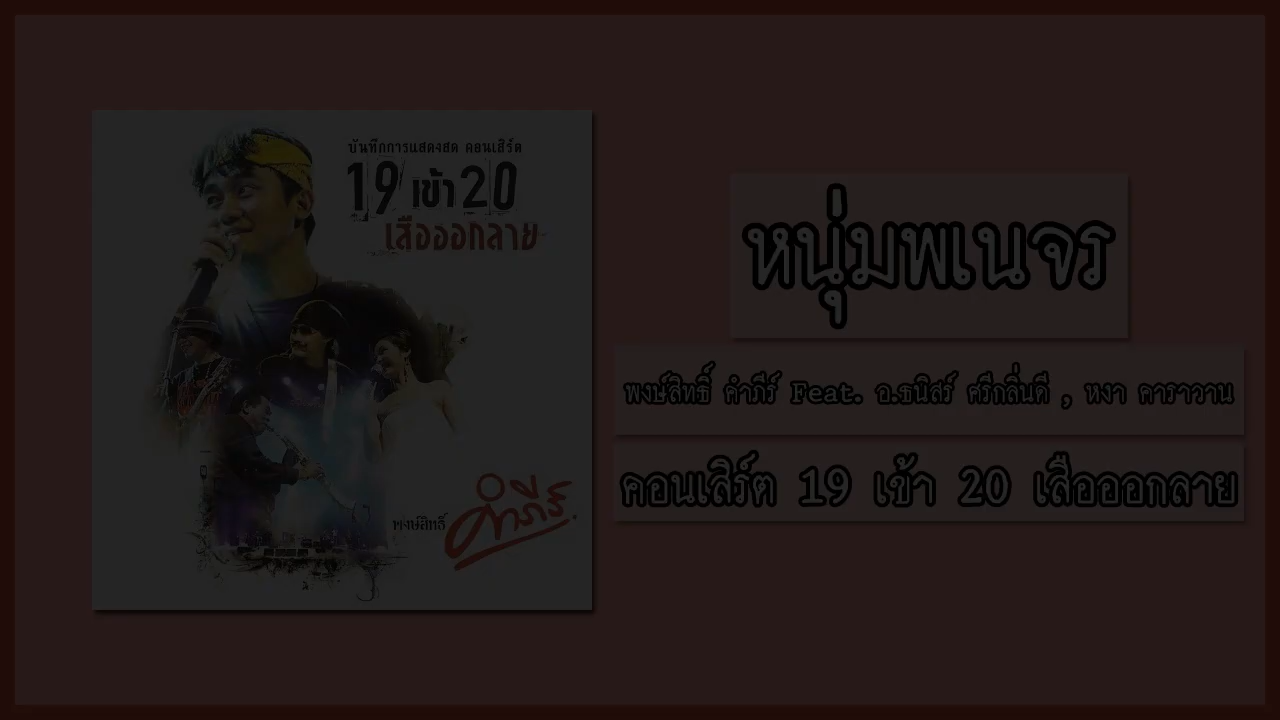 บันทึกการแสดงสด คอนเสิร์ต
19 เข้า 20
เสือออกลาย
พงษ์สิทธิ์ คำภีร์
หนุ่มพเนจร
พงษ์สิทธิ์ คำภีร์ Feat. อ.ธนิสร์ ศรีกลิ่นดี , หงา คาราวาน
คอนเสิร์ต 19 เข้า 20 เสือออกลาย